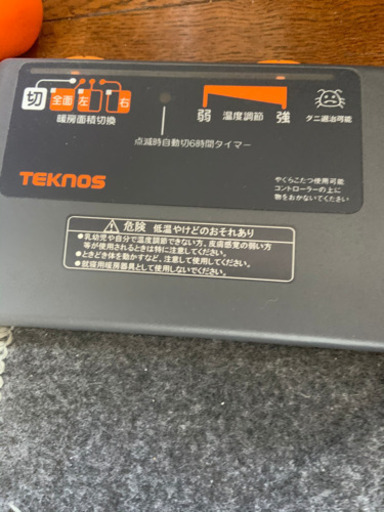 切 全面 左 右
暖房面積切換
点滅時自動切6時間タイマー
弱 温度調節 強
ダニ退治可能
TEKNOS
やぐらこたつ使用可能
コントローラーの上に
物をおかないでください
危険 低温やけどのおそれあり
●乳幼児や自分で温度調節できない方、皮膚感覚の弱い方
等が使用されるときは特に注意してください。
●ときどき体を動かすなど、注意して使用してください。
●就寝用暖房器具として使用しないでください。